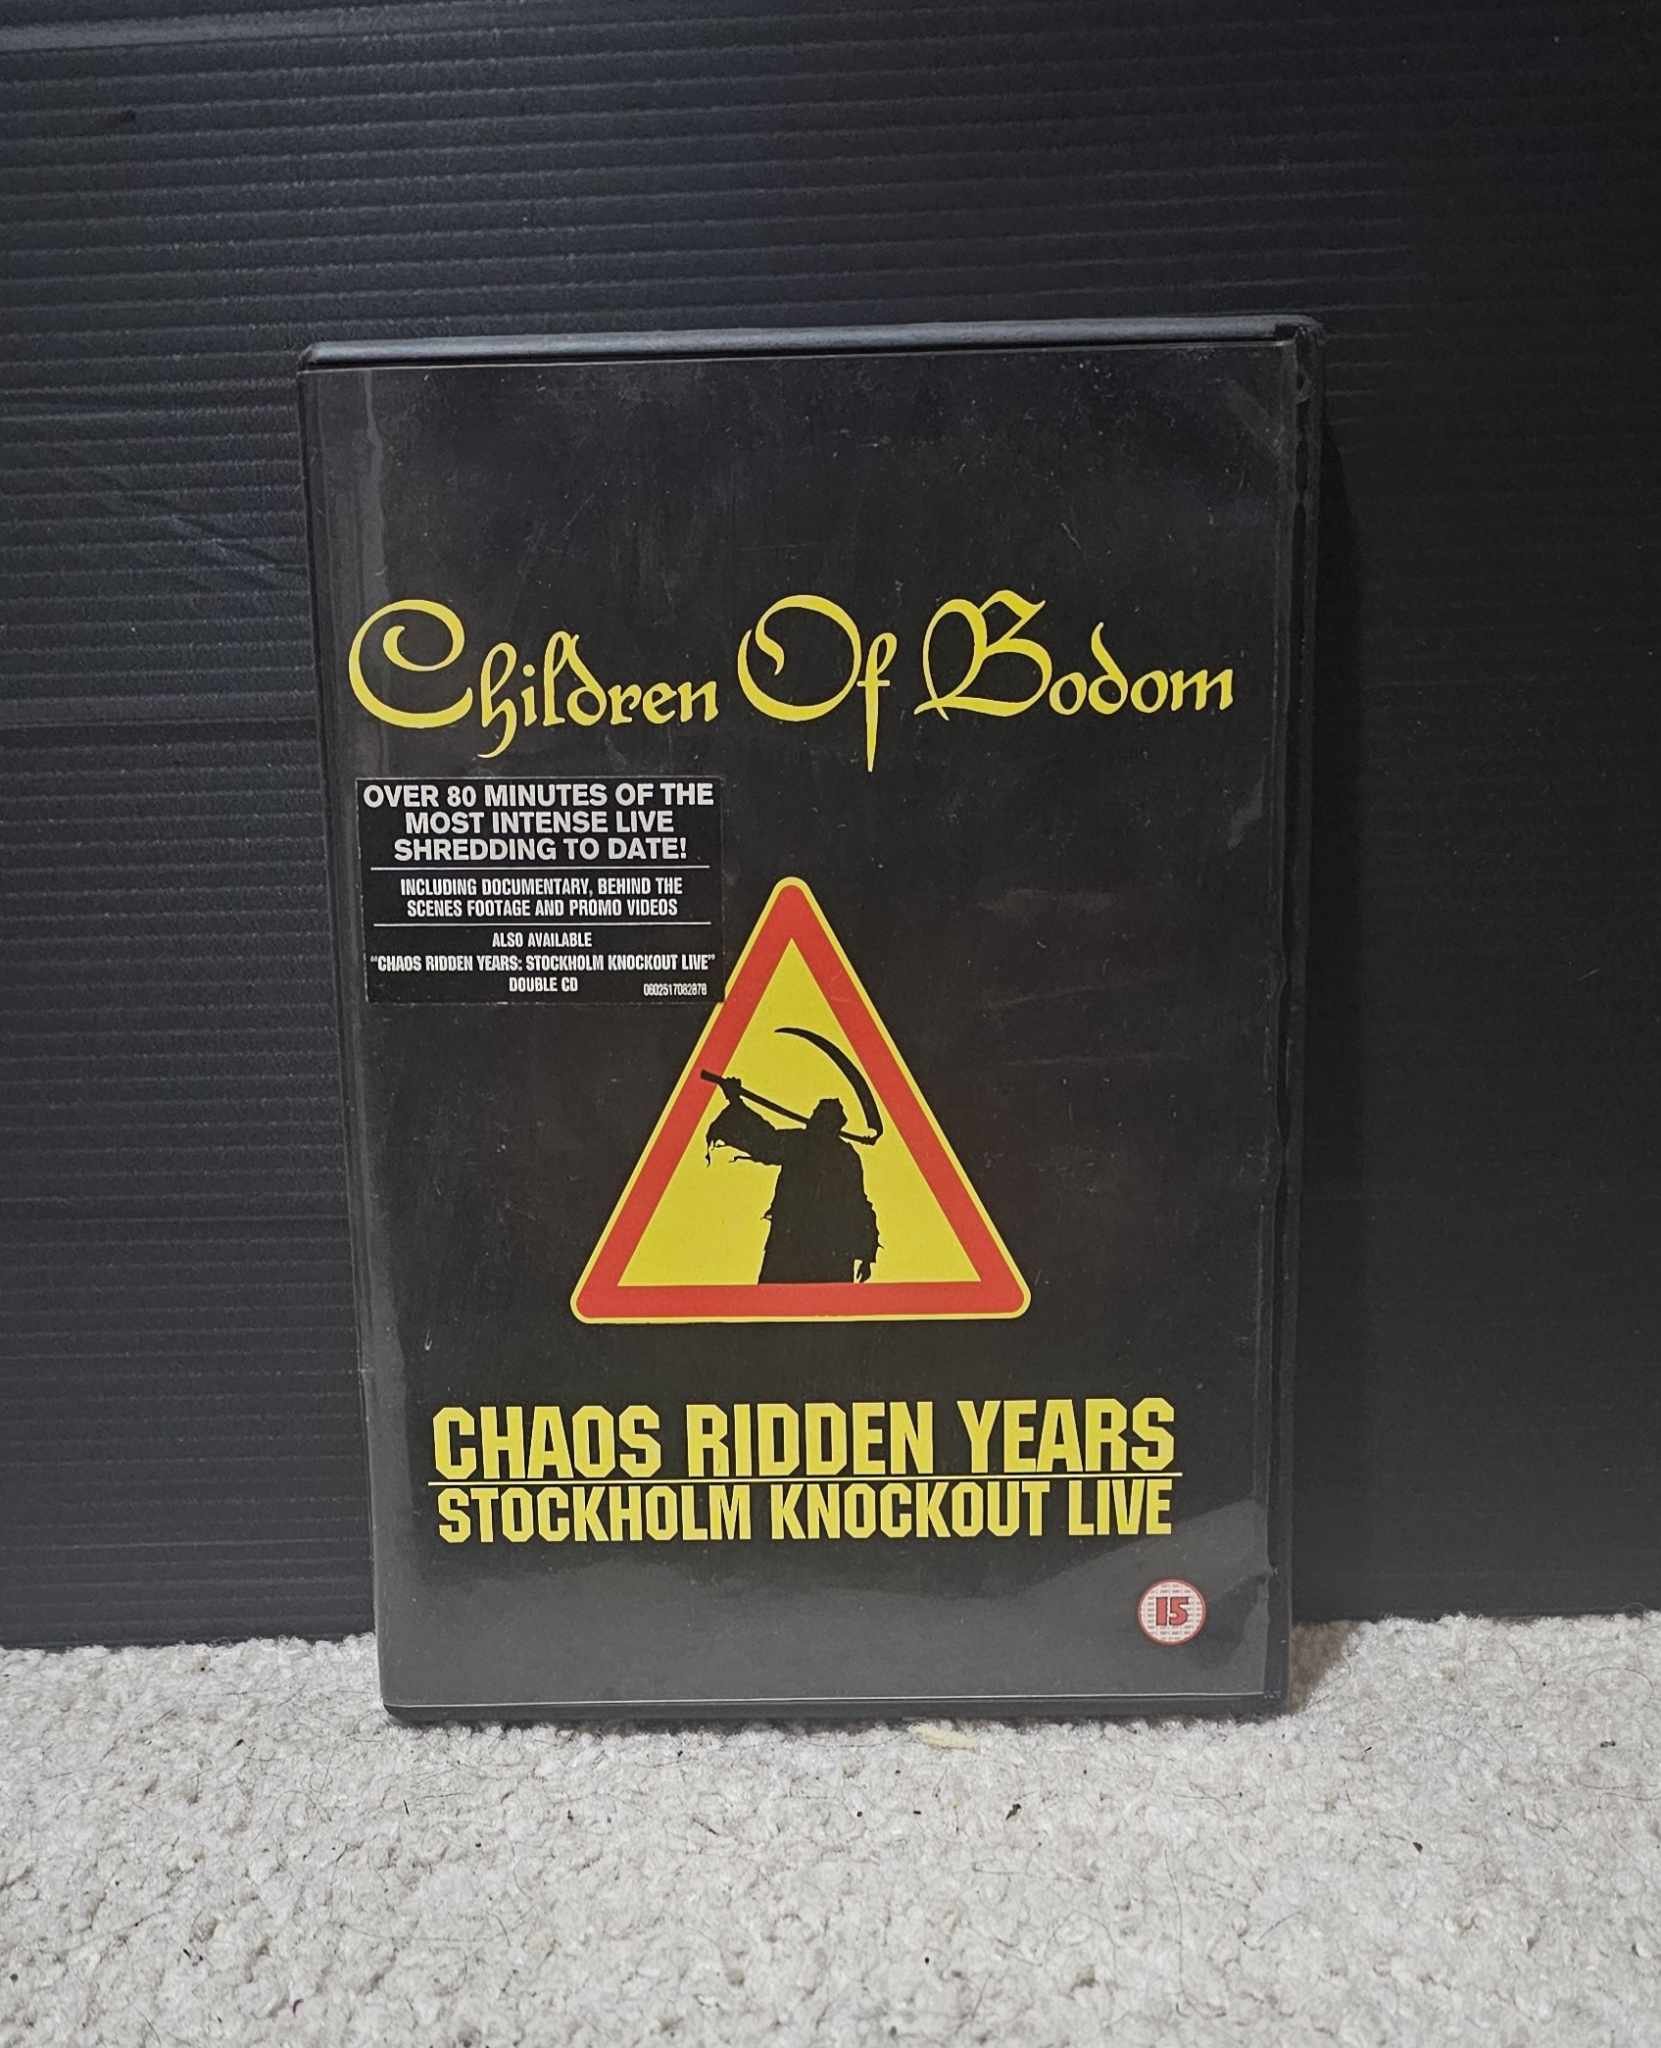 Children Of Bodom
OVER 80 MINUTES OF THE
MOST INTENSE LIVE
SHREDDING TO DATE!
INCLUDING DOCUMENTARY, BEHIND THE
SCENES FOOTAGE AND PROMO VIDEOS
ALSO AVAILABLE
"CHAOS RIDDEN YEARS: STOCKHOLM KNOCKOUT LIVE"
DOUBLE CD
0602517082878
CHAOS RIDDEN YEARS
STOCKHOLM KNOCKOUT LIVE
15